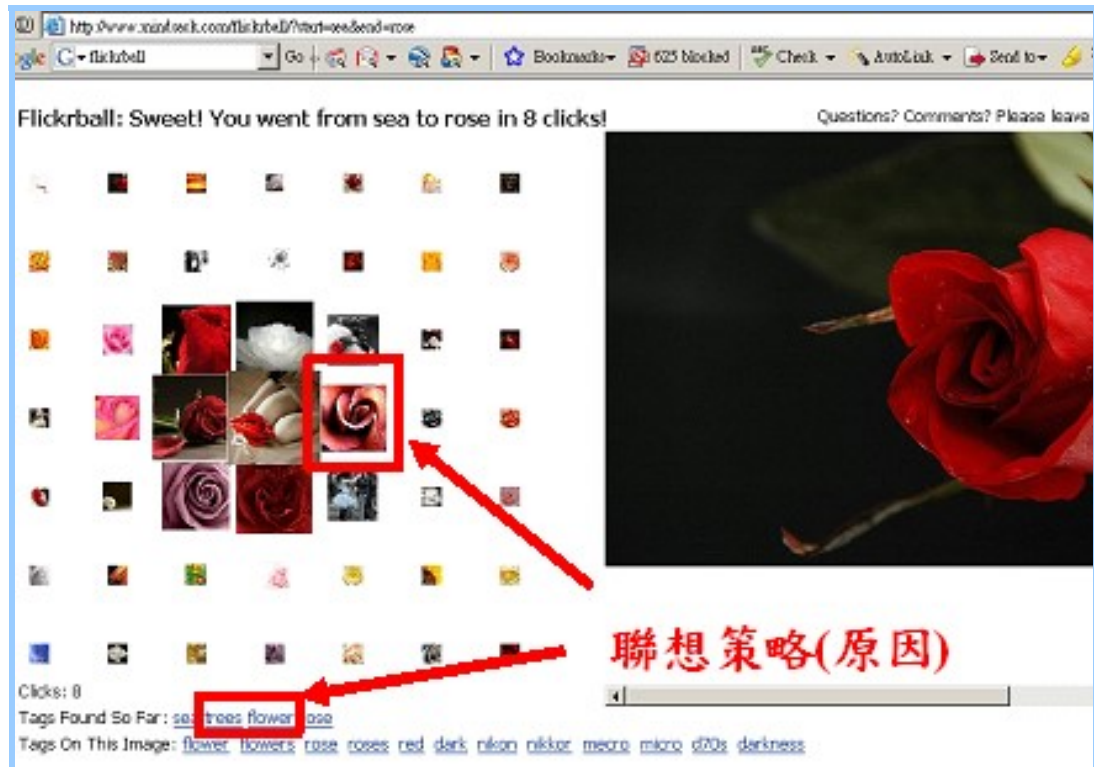 http://www.mindseek.com/flickrball/?start=sea&end=rose
ogle G flickrball Go Bookmarks 625 blocked Check AutoLink Send to
Flickrball: Sweet! You went from sea to rose in 8 clicks!
Questions? Comments? Please leave
聯想策略(原因)
Clicks: 8
Tags Found So Far: sea trees flower rose
Tags On This Image: flower flowers rose roses red dark nikon nikkor mecro micro d70s darkness